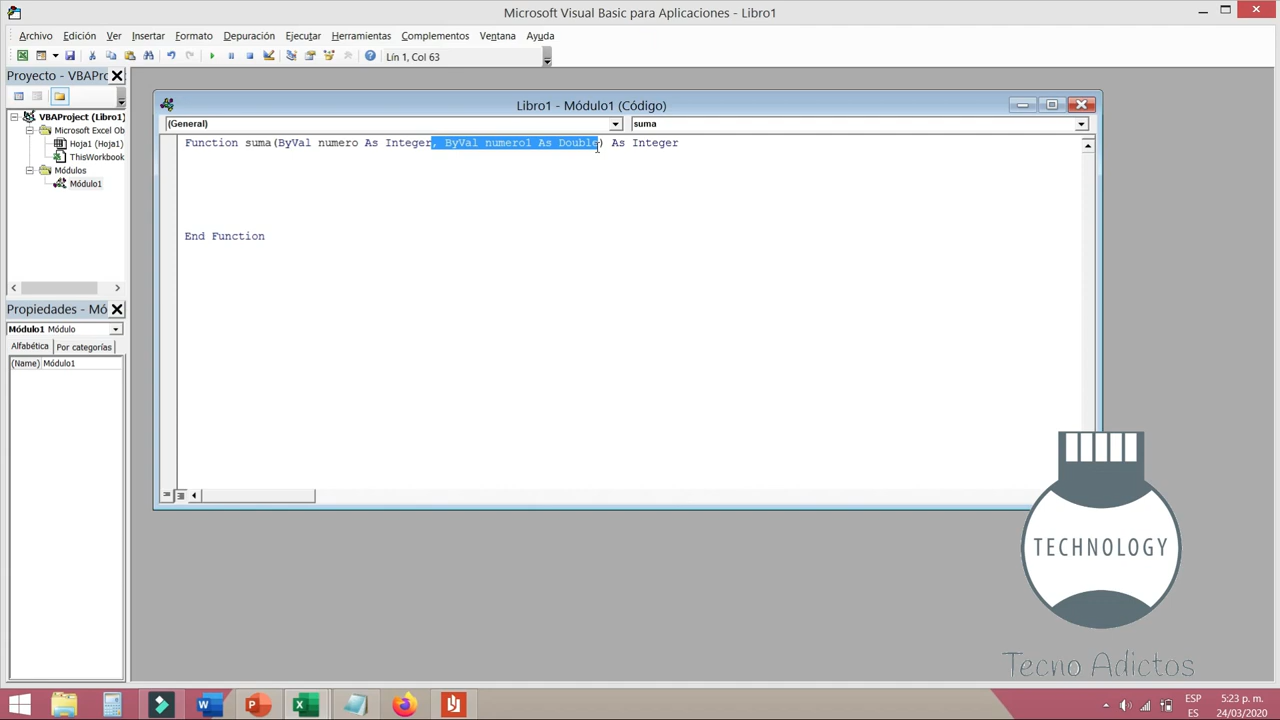 Microsoft Visual Basic para Aplicaciones - Libro1
Archivo Edición Ver Insertar Formato Depuración Ejecutar Herramientas Complementos Ventana Ayuda
Lín 1, Col 63
Proyecto - VBAPro
VBAProject (Libro1)
Microsoft Excel Ob
Hoja1 (Hoja1)
ThisWorkbook
Módulos
Módulo1
Propiedades - Mó
Módulo1 Módulo
Alfabética Por categorías
(Name) Módulo1
Libro1 - Módulo1 (Código)
(General) suma
Function suma(ByVal numero As Integer, ByVal numero1 As Double) As Integer
End Function
TECHNOLOGY
Tecno Adictos
ESP 5:23 p. m.
ES 24/03/2020